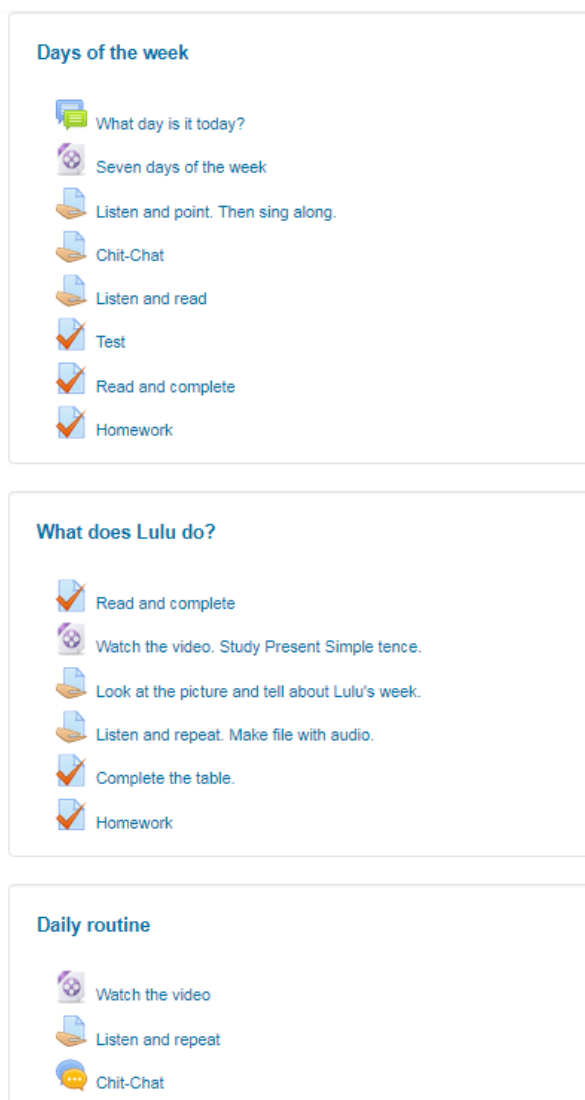 Days of the week
What day is it today?
Seven days of the week
Listen and point. Then sing along.
Chit-Chat
Listen and read
Test
Read and complete
Homework
What does Lulu do?
Read and complete
Watch the video. Study Present Simple tence.
Look at the picture and tell about Lulu's week.
Listen and repeat. Make file with audio.
Complete the table.
Homework
Daily routine
Watch the video
Listen and repeat
Chit-Chat